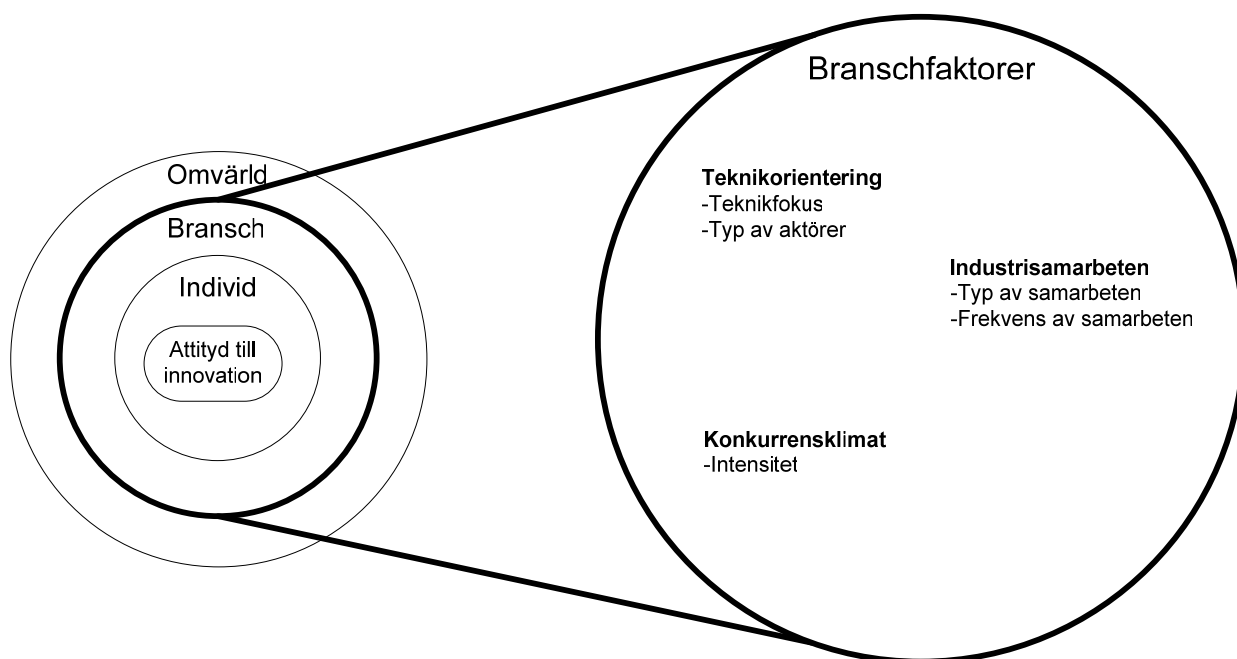 Omvärld
Bransch
Individ
Attityd till
innovation
Branschfaktorer
Teknikorientering
-Teknikfokus
-Typ av aktörer
Industrisamarbeten
-Typ av samarbeten
-Frekvens av samarbeten
Konkurrensklimat
-Intensitet